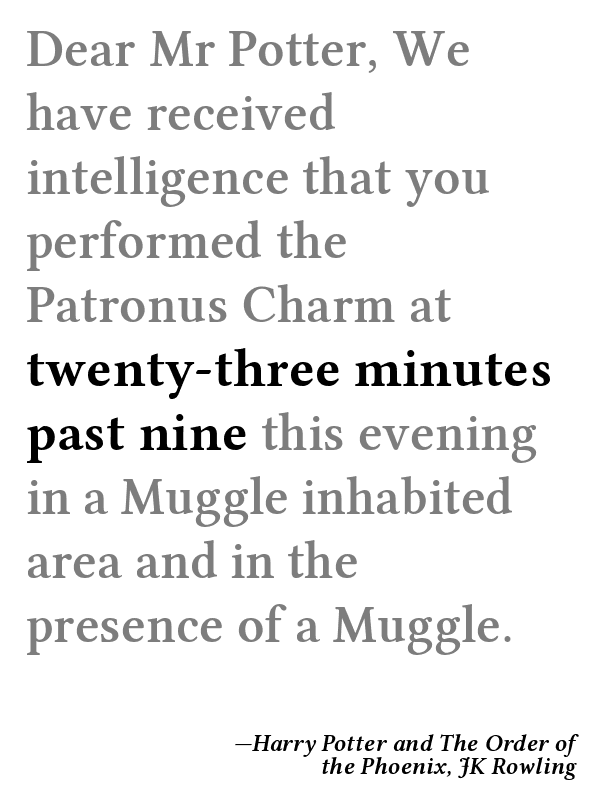 Dear Mr Potter, We
have received
intelligence that you
performed the
Patronus Charm at
twenty-three minutes
past nine this evening
in a Muggle inhabited
area and in the
presence of a Muggle.
—Harry Potter and The Order of
the Phoenix, JK Rowling